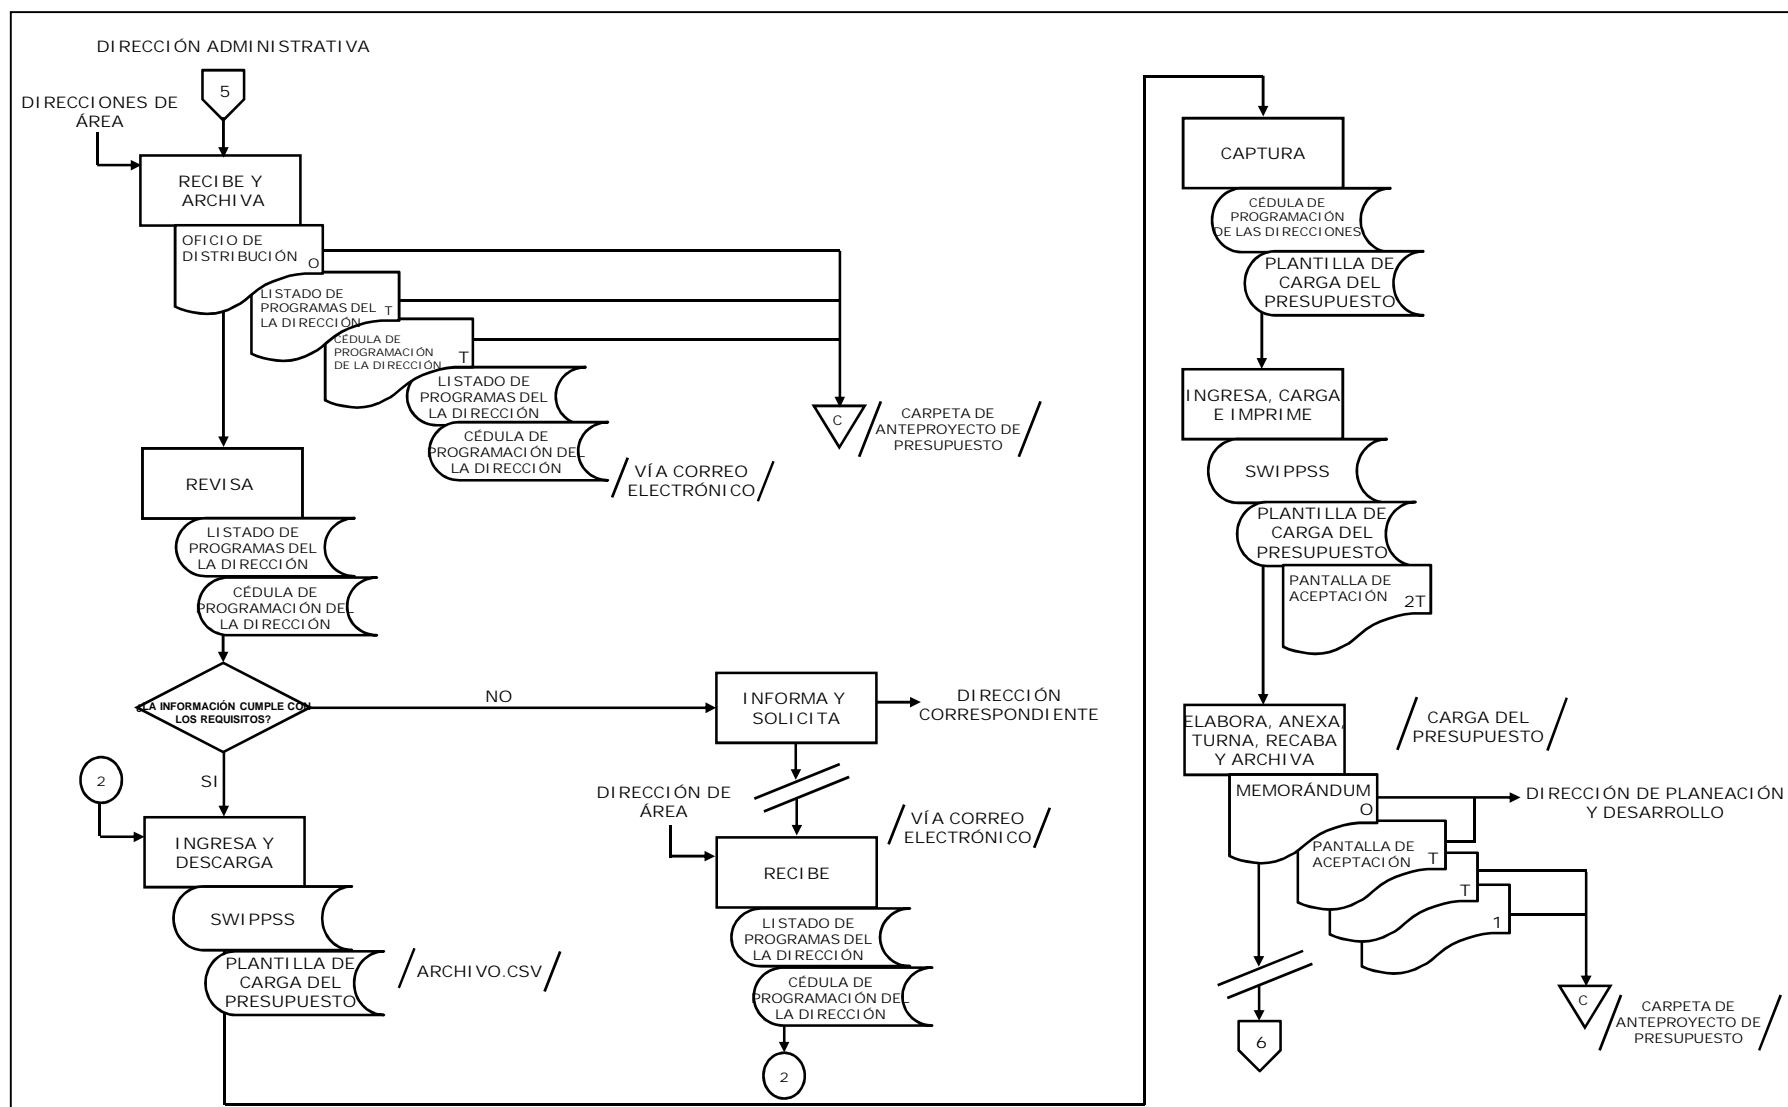 DIRECCIÓN ADMINISTRATIVA
5
DIRECCIONES DE
ÁREA
RECIBE Y
ARCHIVA
OFICIO DE
DISTRIBUCIÓN
O
LISTADO DE
PROGRAMAS DEL
LA DIRECCIÓN
T
CÉDULA DE
PROGRAMACIÓN
DE LA DIRECCIÓN
T
LISTADO DE
PROGRAMAS DEL
LA DIRECCIÓN
CÉDULA DE
PROGRAMACIÓN DEL
LA DIRECCIÓN
VÍA CORREO
ELECTRÓNICO
C
CARPETA DE
ANTEPROYECTO DE
PRESUPUESTO
REVISA
LISTADO DE
PROGRAMAS DEL
LA DIRECCIÓN
CÉDULA DE
PROGRAMACIÓN DEL
LA DIRECCIÓN
¿LA INFORMACIÓN CUMPLE CON
LOS REQUISITOS?
NO
INFORMA Y
SOLICITA
DIRECCIÓN
CORRESPONDIENTE
SI
2
DIRECCIÓN DE
ÁREA
VÍA CORREO
ELECTRÓNICO
RECIBE
LISTADO DE
PROGRAMAS DEL
LA DIRECCIÓN
CÉDULA DE
PROGRAMACIÓN DEL
LA DIRECCIÓN
2
INGRESA Y
DESCARGA
SWIPPSS
PLANTILLA DE
CARGA DEL
PRESUPUESTO
ARCHIVO.CSV
CAPTURA
CÉDULA DE
PROGRAMACIÓN
DE LAS DIRECCIONES
PLANTILLA DE
CARGA DEL
PRESUPUESTO
INGRESA, CARGA
E IMPRIME
SWIPPSS
PLANTILLA DE
CARGA DEL
PRESUPUESTO
PANTALLA DE
ACEPTACIÓN
2T
ELABORA, ANEXA,
TURNA, RECABA
Y ARCHIVA
CARGA DEL
PRESUPUESTO
MEMORÁNDUM
O
DIRECCIÓN DE PLANEACIÓN
Y DESARROLLO
PANTALLA DE
ACEPTACIÓN
T
T
1
C
CARPETA DE
ANTEPROYECTO DE
PRESUPUESTO
6